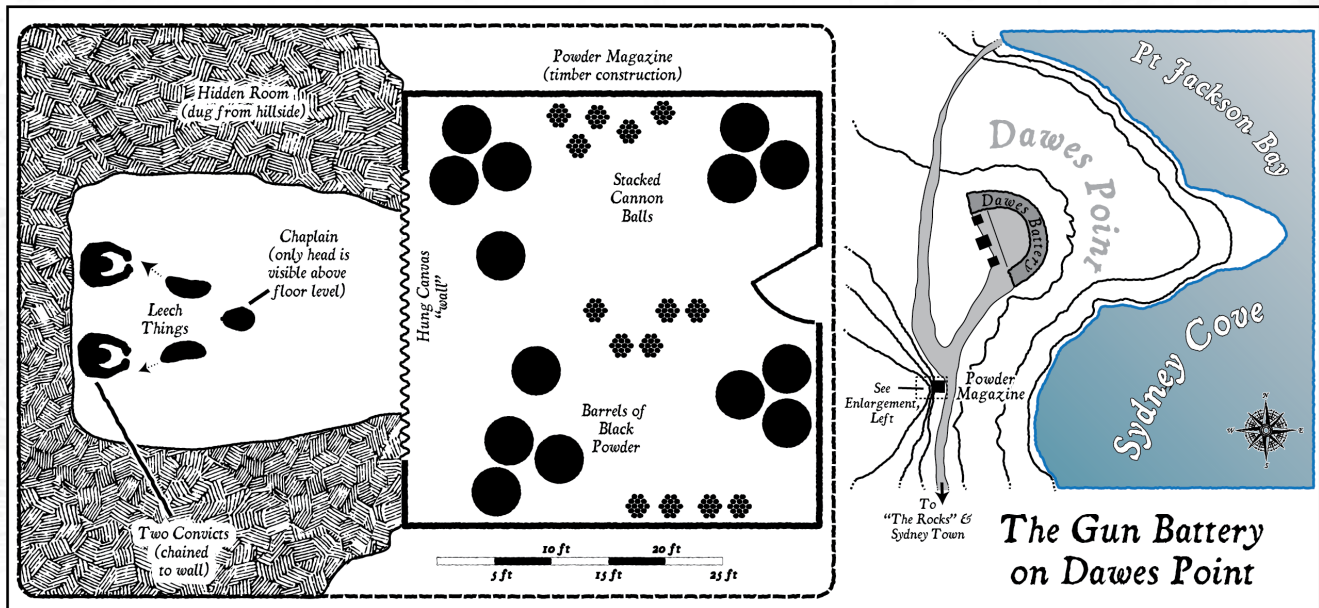 Hidden Room
(dug from hillside)
Powder Magazine
(timber construction)
Chaplain
(only head is
visible above
floor level)
Leech
Things
Hung Canvas
"wall"
Stacked
Cannon
Balls
Barrels of
Black
Powder
Two Convicts
(chained
to wall)
10 ft
20 ft
5 ft
15 ft
25 ft
Pt Jackson Bay
Dawes Point
Dawes Battery
Sydney Cove
See
Enlargement,
Left
Powder
Magazine
N
W
E
S
To
"The Rocks" &
Sydney Town
The Gun Battery
on Dawes Point